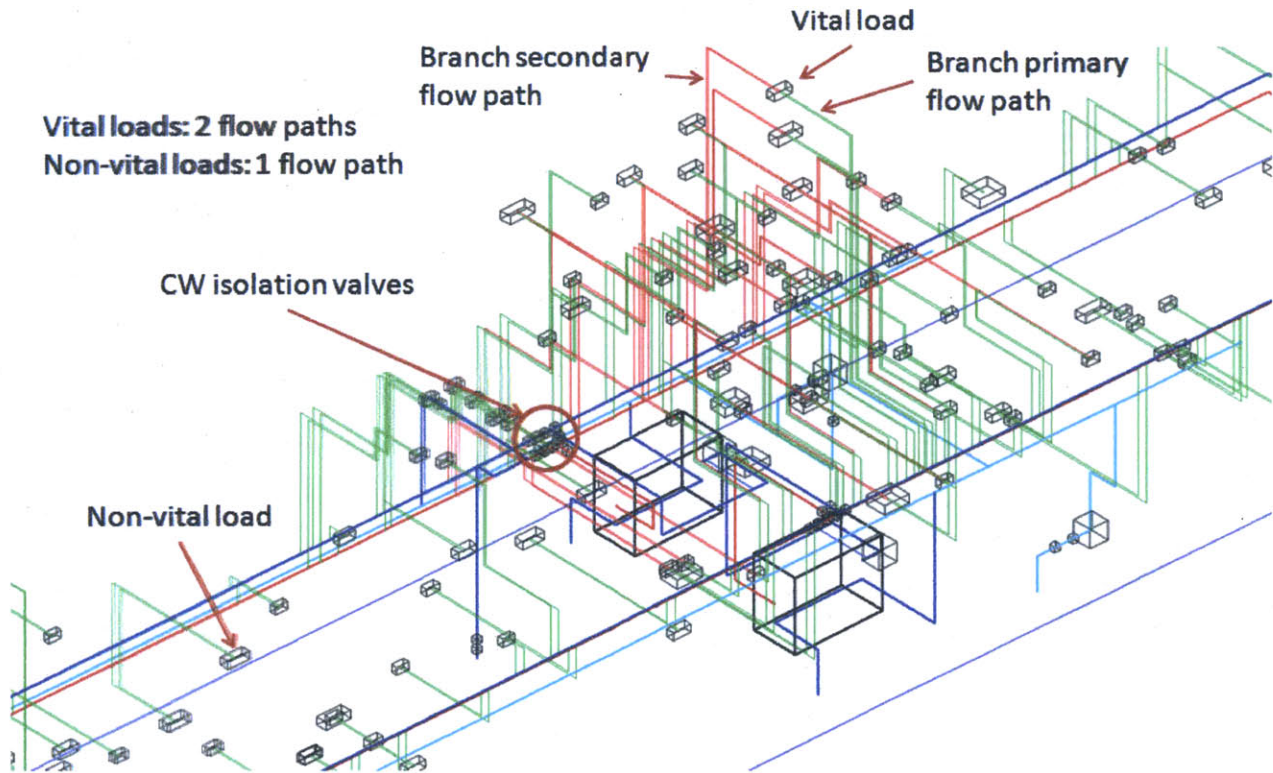 Vital load
Branch secondary
flow path
Branch primary
flow path
Vital loads: 2 flow paths
Non-vital loads: 1 flow path
CW isolation valves
Non-vital load